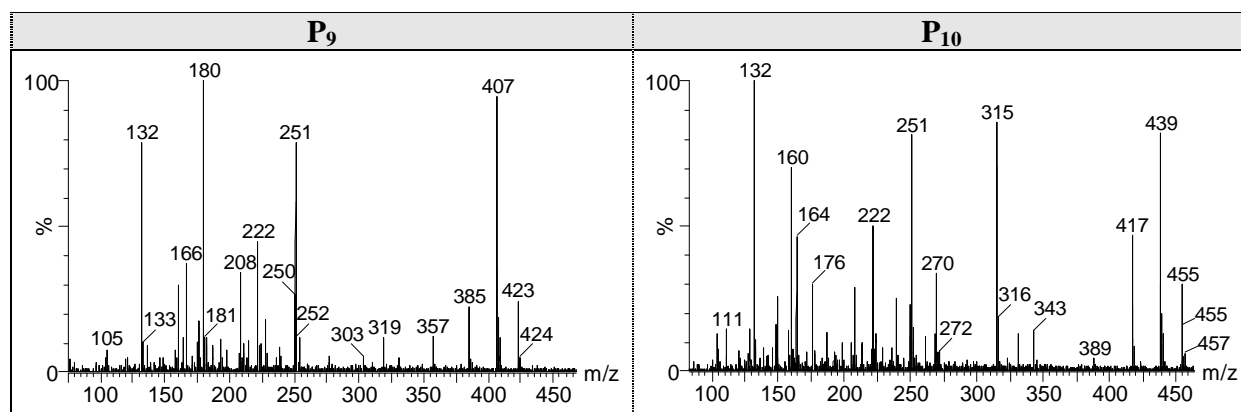 P₉ P₁₀
100 180 407 251 132 222 166 208 250 385 423 181 252 357 133 105 303 319 424 % 0 m/z
50 100 150 200 250 300 350 400 450
100 132 315 439 251 160 222 164 417 270 176 455 455 316 343 111 272 389 457 % 0 m/z
100 150 200 250 300 350 400 450